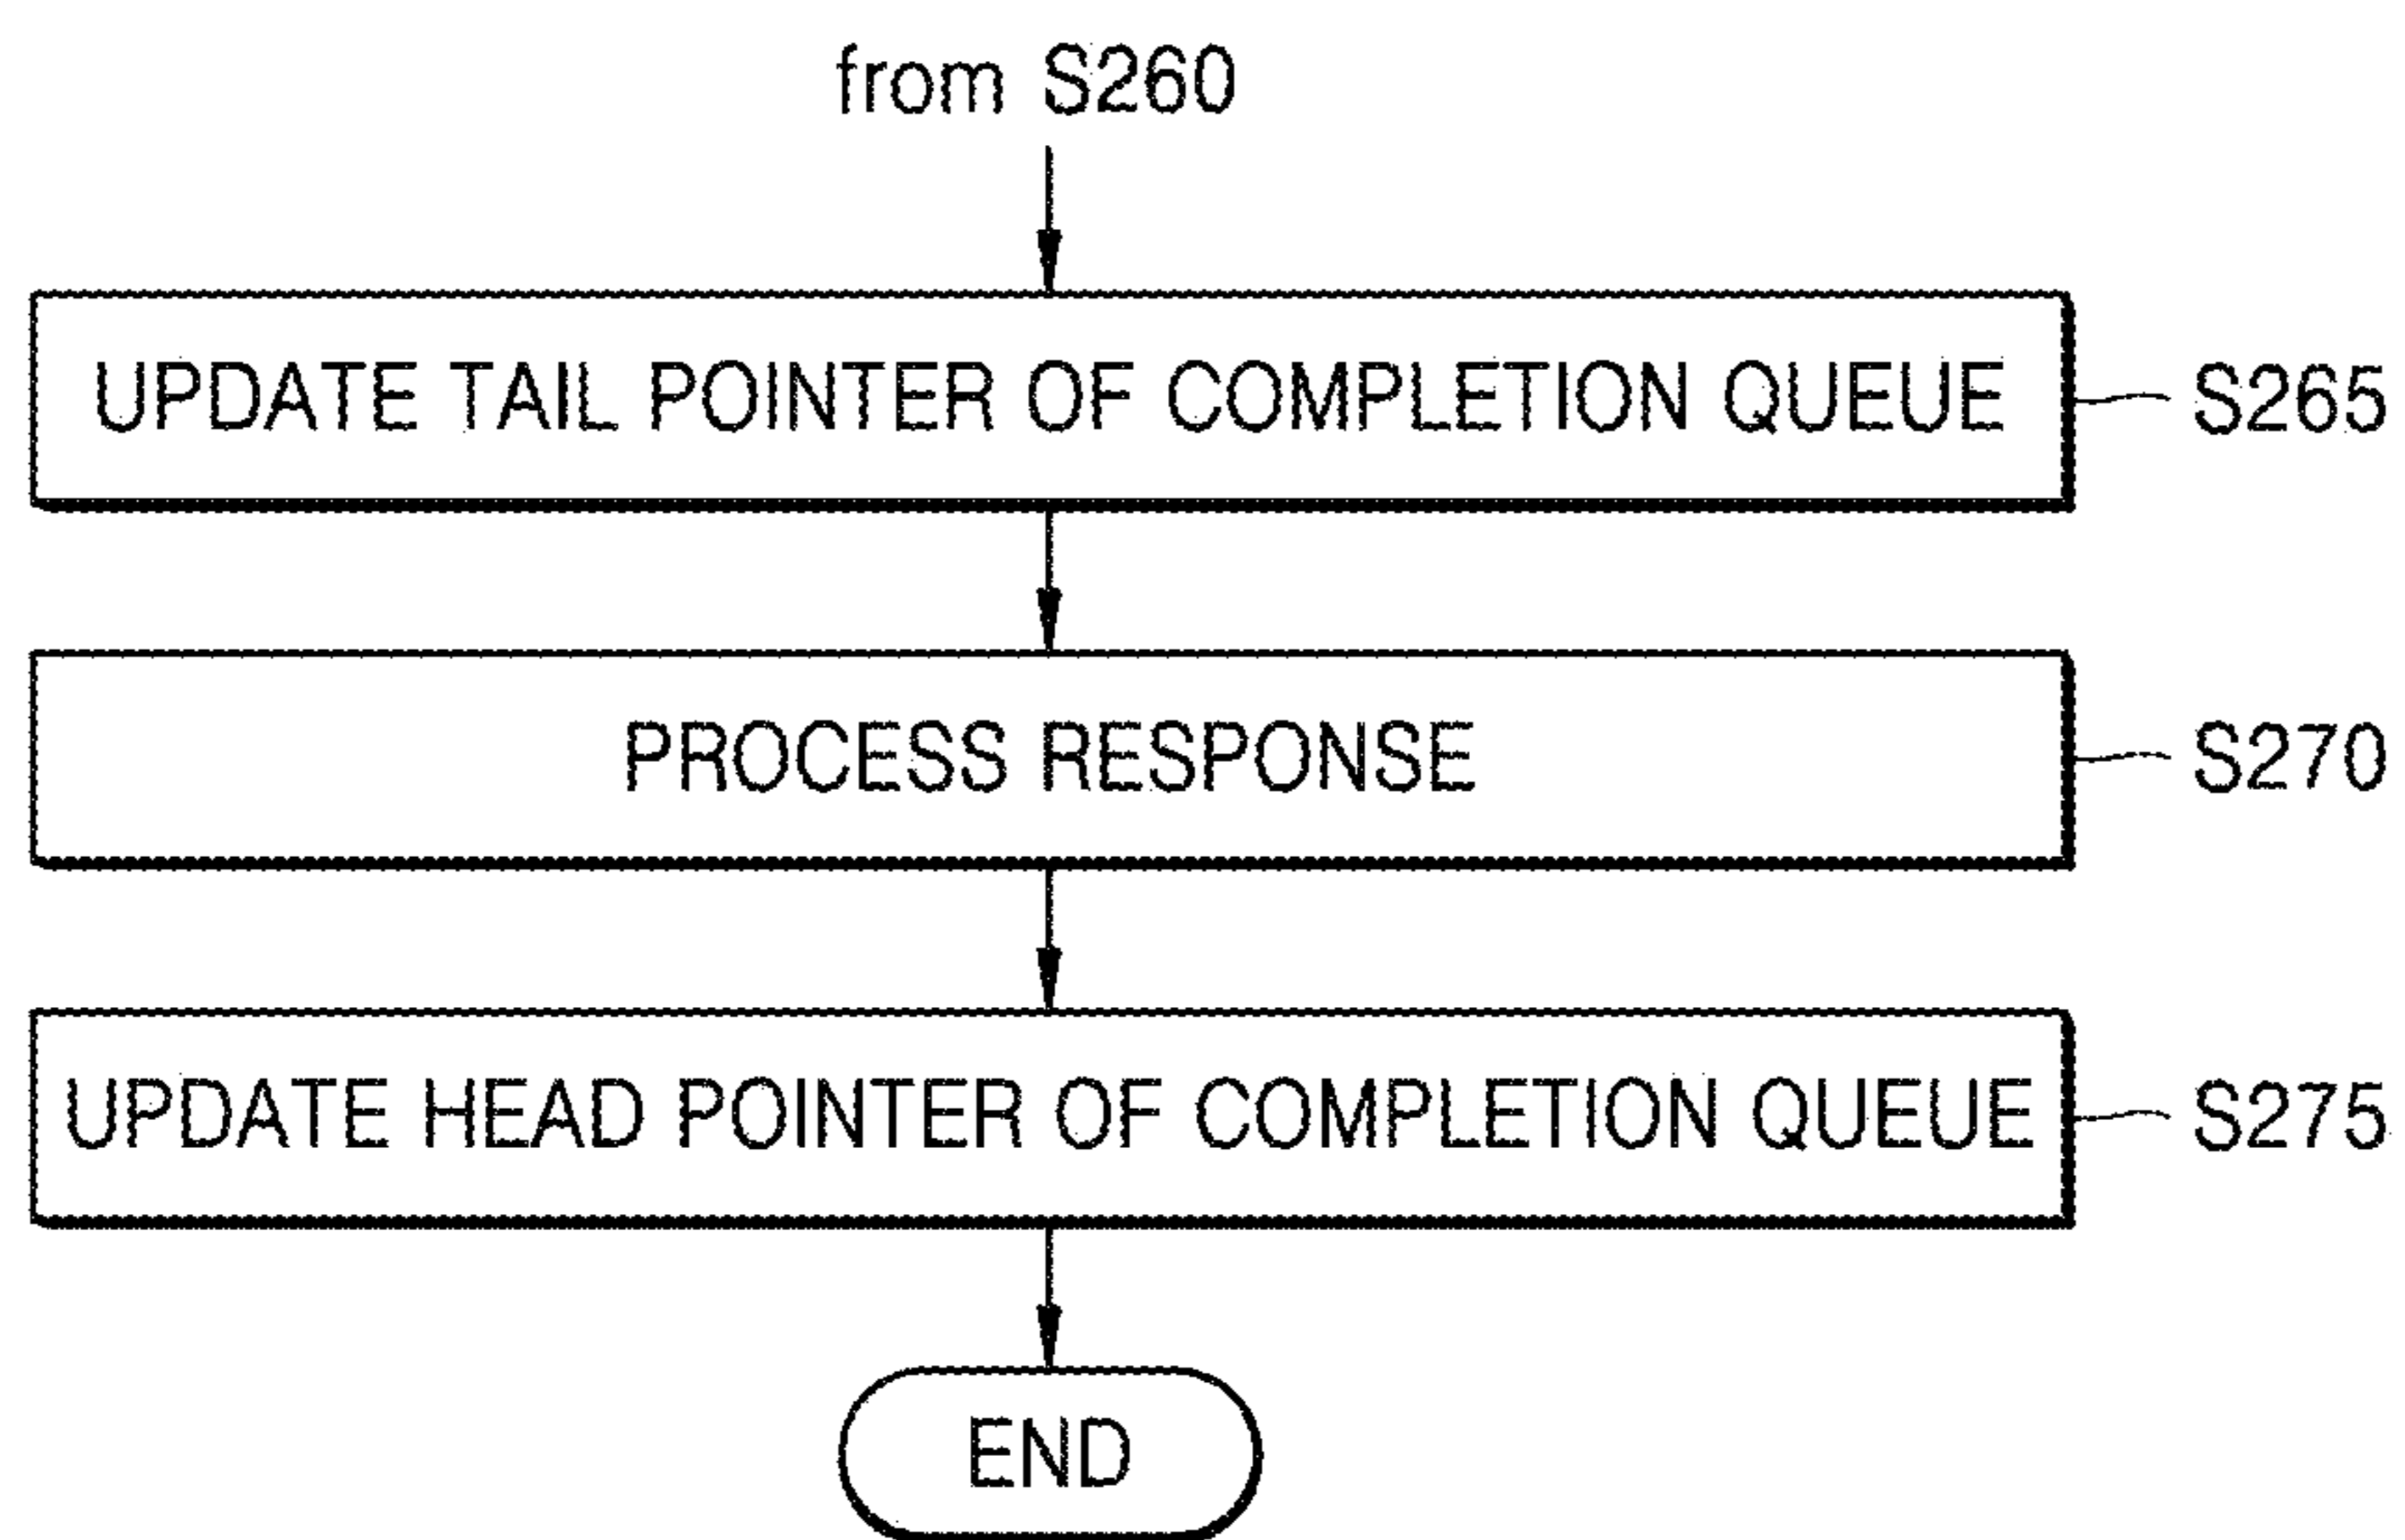 from S260
UPDATE TAIL POINTER OF COMPLETION QUEUE
S265
PROCESS RESPONSE
S270
UPDATE HEAD POINTER OF COMPLETION QUEUE
S275
END